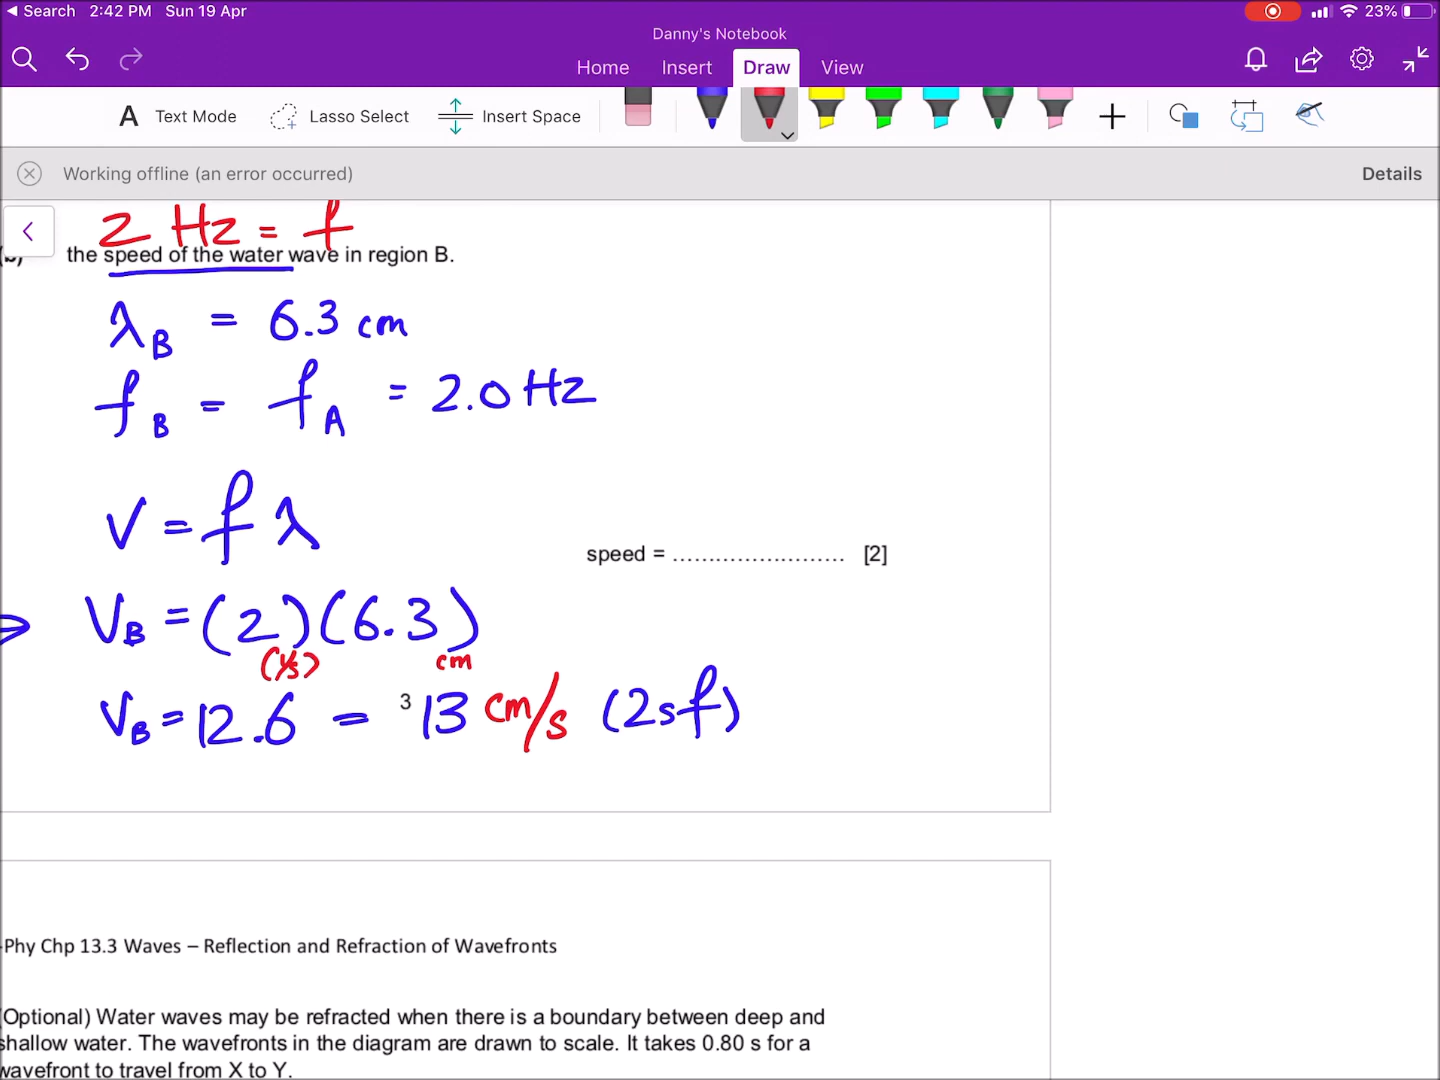 Search 2:42 PM Sun 19 Apr 23%
Danny's Notebook
Home Insert Draw View
A Text Mode Lasso Select Insert Space
Working offline (an error occurred) Details
2 Hz = f
the speed of the water wave in region B.
λB = 6.3 cm
fB = fA = 2.0 Hz
V = fλ
speed = ........................ [2]
VB = (2)(6.3)
(1/s) cm
VB = 12.6 = 3 13 cm/s (2sf)
-Phy Chp 13.3 Waves – Reflection and Refraction of Wavefronts
(Optional) Water waves may be refracted when there is a boundary between deep and
shallow water. The wavefronts in the diagram are drawn to scale. It takes 0.80 s for a
wavefront to travel from X to Y.